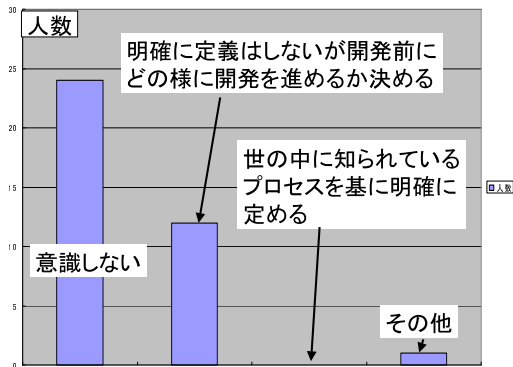 30
人数
明確に定義はしないが開発前に
どの様に開発を進めるか決める
25
20
世の中に知られている
プロセスを基に明確に
定める
15
人数
10
意識しない
5
その他
0